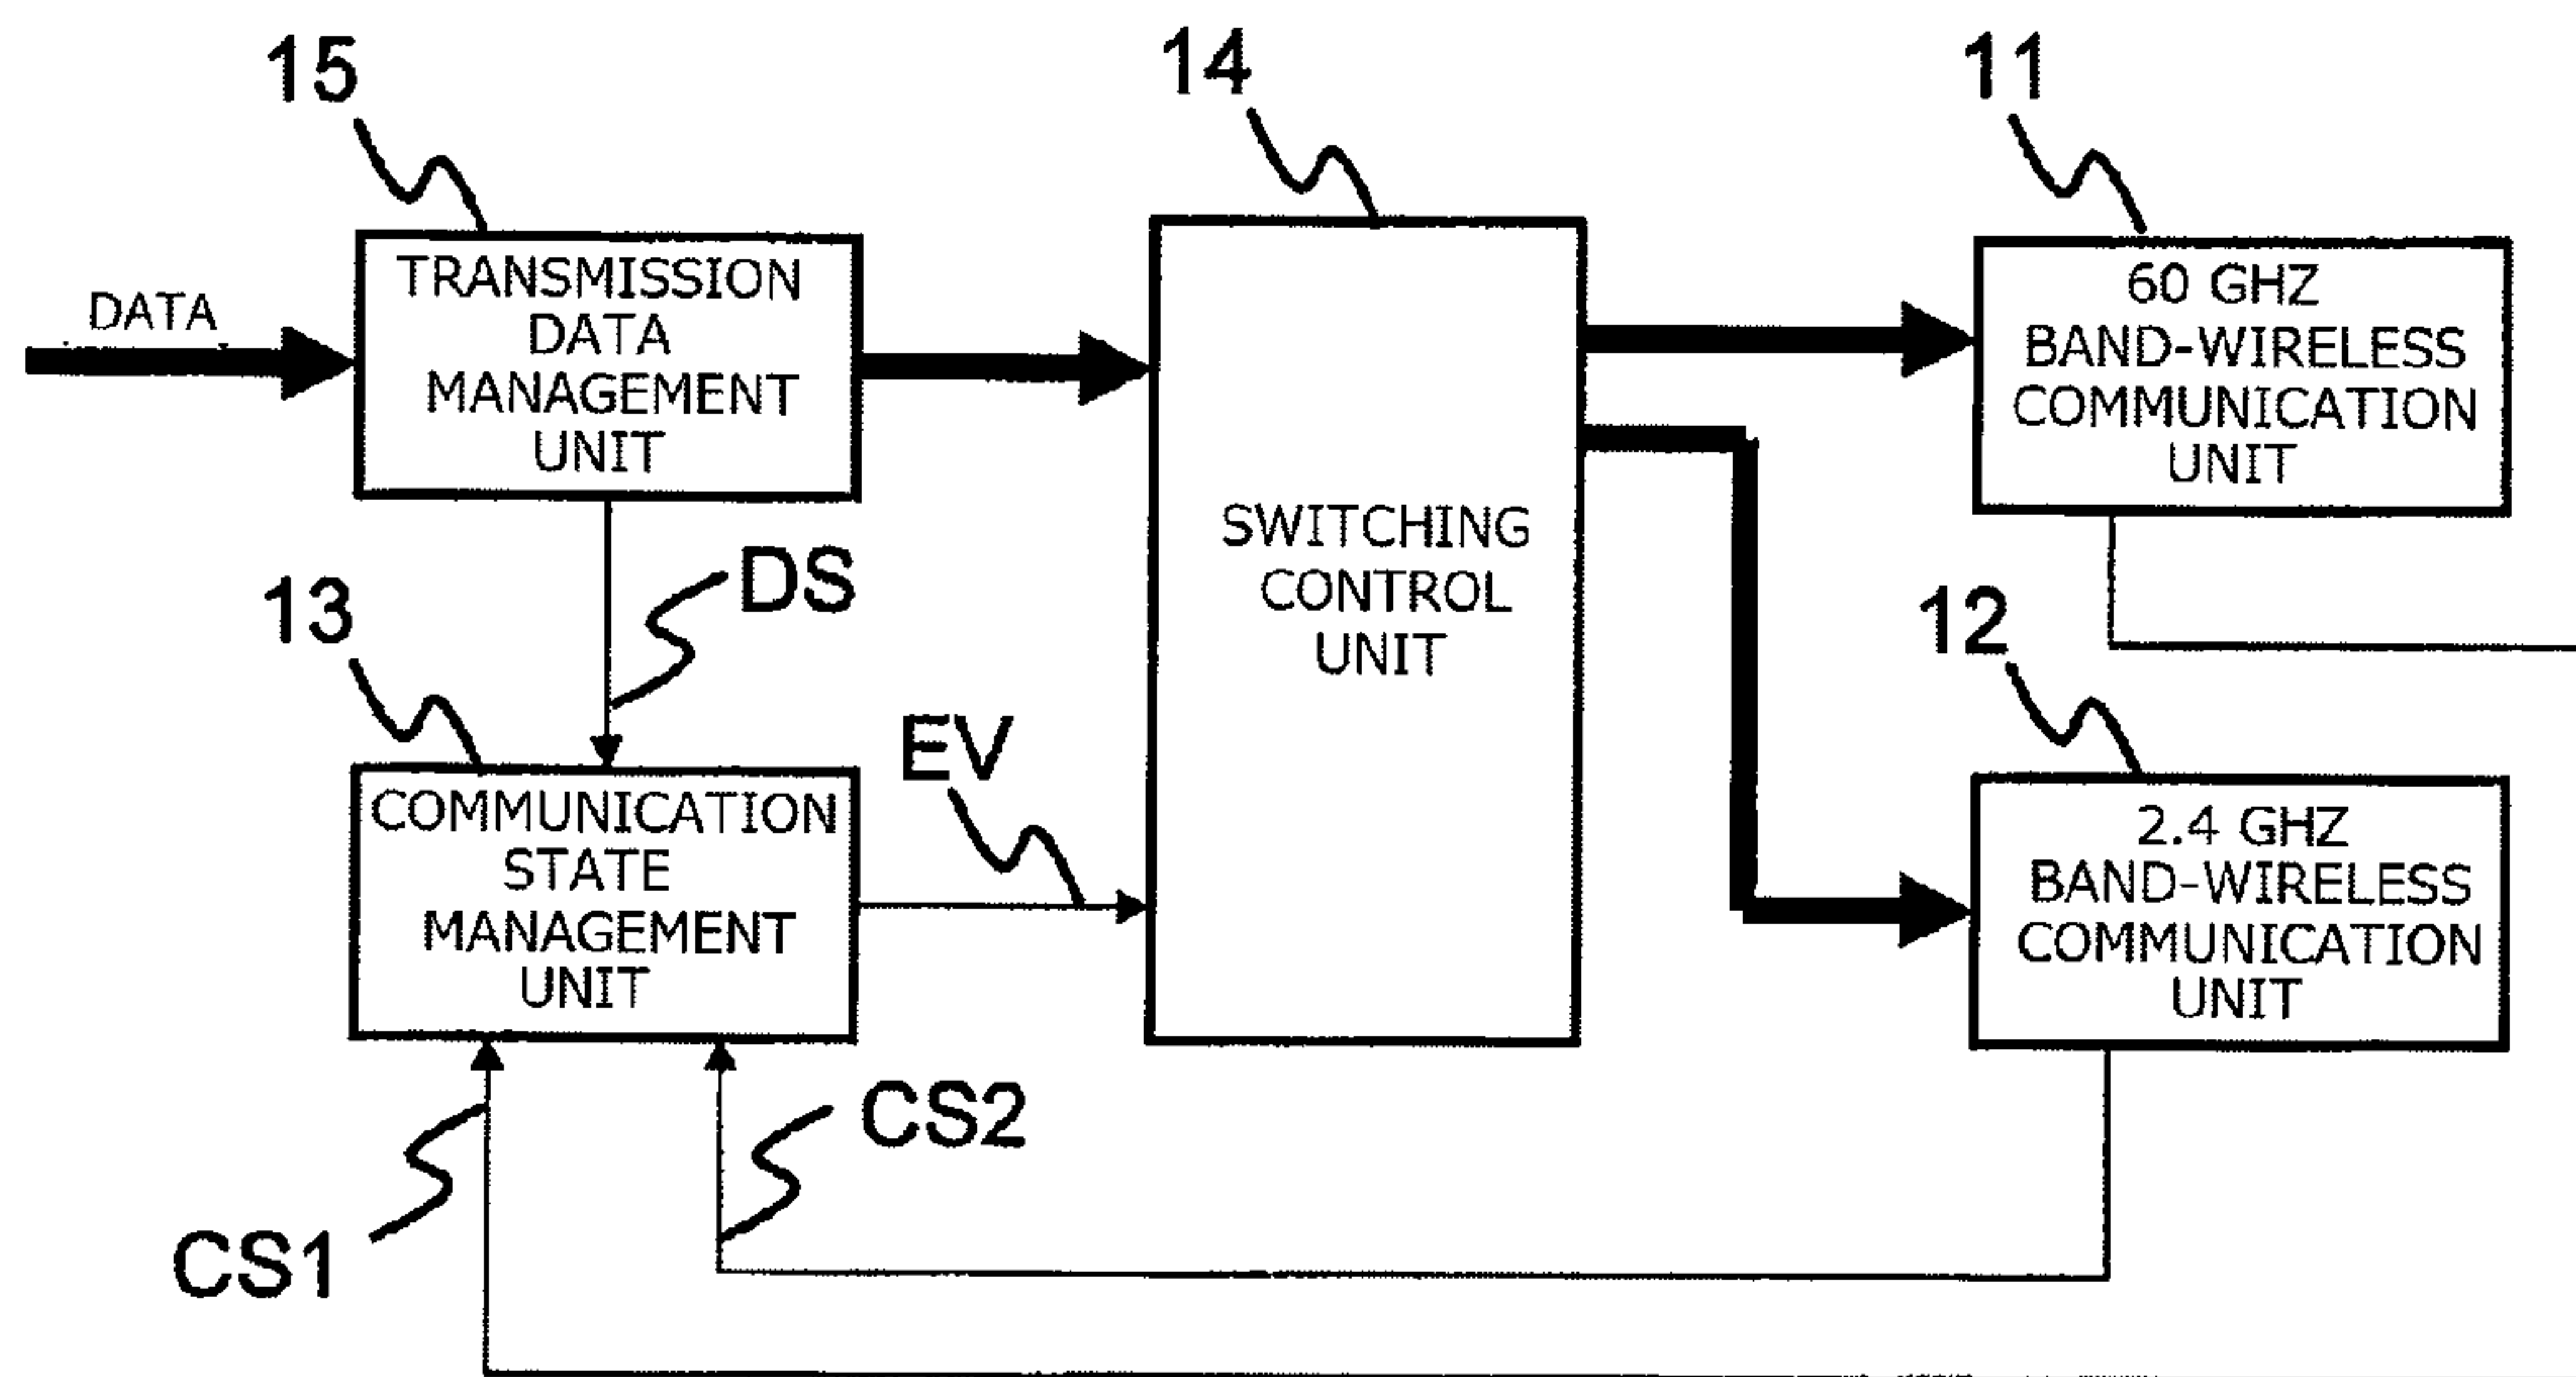 15
14
11
DATA
TRANSMISSION
DATA
MANAGEMENT
UNIT
60 GHZ
BAND-WIRELESS
COMMUNICATION
UNIT
SWITCHING
CONTROL
UNIT
DS
13
12
EV
COMMUNICATION
STATE
MANAGEMENT
UNIT
2.4 GHZ
BAND-WIRELESS
COMMUNICATION
UNIT
CS2
CS1